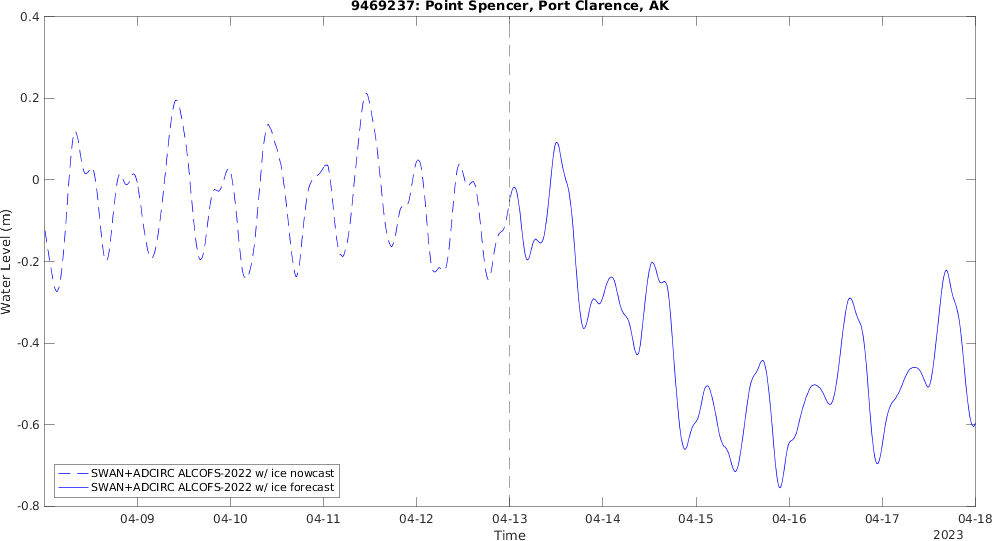 9469237: Point Spencer, Port Clarence, AK
0.4
0.2
0
-0.2
-0.4
-0.6
-0.8
Water Level (m)
SWAN+ADCIRC ALCOFS-2022 w/ ice nowcast
SWAN+ADCIRC ALCOFS-2022 w/ ice forecast
04-09 04-10 04-11 04-12 04-13 04-14 04-15 04-16 04-17 04-18
Time
2023